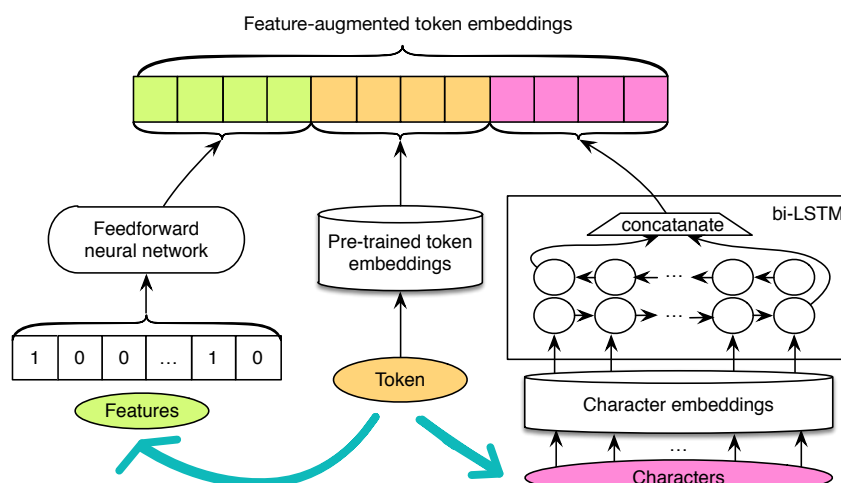 Feature-augmented token embeddings
bi-LSTM
concatanate
Feedforward
neural network
Pre-trained token
embeddings
...
...
1 0 0 ... 1 0
Token
Features
Character embeddings
...
Characters